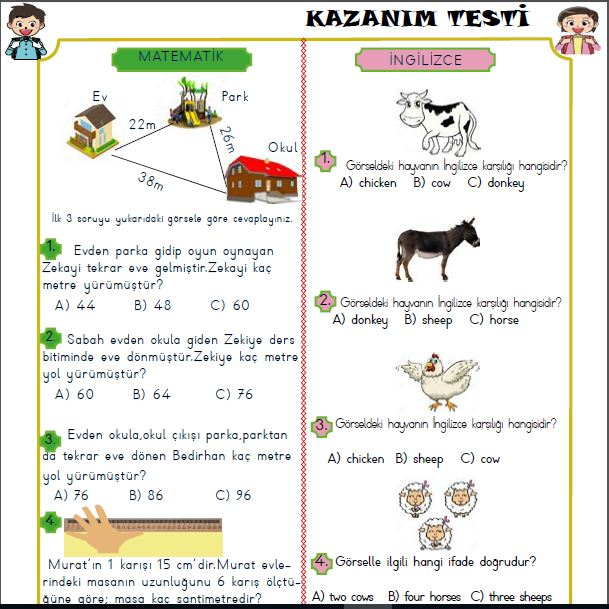 KAZANIM TESTİ
MATEMATİK
Ev
Park
22m
26m
Okul
38m
İlk 3 soruyu yukarıdaki görsele göre cevaplayınız.
1. Evden parka gidip oyun oynayan
Zekayi tekrar eve gelmiştir.Zekayi kaç
metre yürümüştür?
A) 44 B) 48 C) 60
2. Sabah evden okula giden Zekiye ders
bitiminde eve dönmüştür.Zekiye kaç metre
yol yürümüştür?
A) 60 B) 64 C) 76
3. Evden okula,okul çıkışı parka,parktan
da tekrar eve dönen Bedirhan kaç metre
yol yürümüştür?
A) 76 B) 86 C) 96
4.
Murat'ın 1 karışı 15 cm'dir.Murat evle-
rindeki masanın uzunluğunu 6 karış ölçtü-
ğüne göre; masa kaç santimetredir?
İNGİLİZCE
1. Görseldeki hayvanın İngilizce karşılığı hangisidir?
A) chicken B) cow C) donkey
2. Görseldeki hayvanın İngilizce karşılığı hangisidir?
A) donkey B) sheep C) horse
3. Görseldeki hayvanın İngilizce karşılığı hangisidir?
A) chicken B) sheep C) cow
4. Görselle ilgili hangi ifade doğrudur?
A) two cows B) four horses C) three sheeps